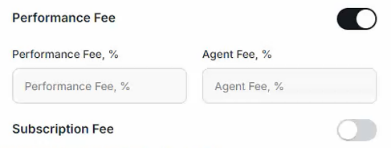 Performance Fee
Performance Fee, % Agent Fee, %
Performance Fee, % Agent Fee, %
Subscription Fee